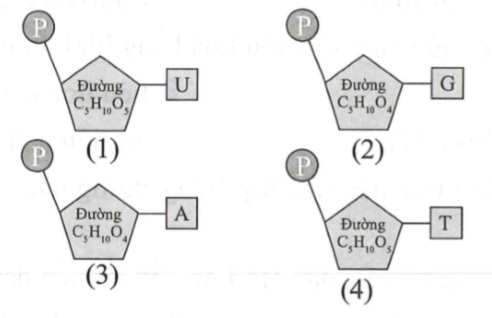 P
Đường
C₅H₁₀O₅
U
(1)
P
Đường
C₅H₁₀O₄
G
(2)
P
Đường
C₅H₁₀O₄
A
(3)
P
Đường
C₅H₁₀O₅
T
(4)